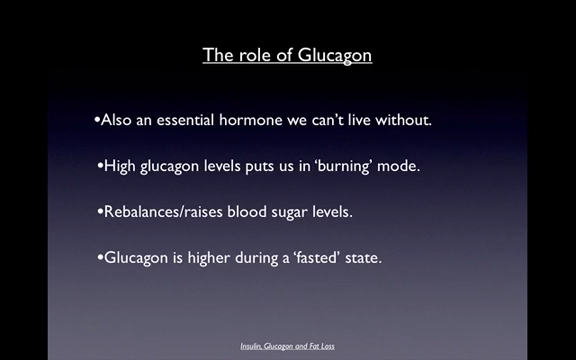 The role of Glucagon
•Also an essential hormone we can't live without.
•High glucagon levels puts us in 'burning' mode.
•Rebalances/raises blood sugar levels.
•Glucagon is higher during a 'fasted' state.
Insulin, Glucagon and Fat Loss